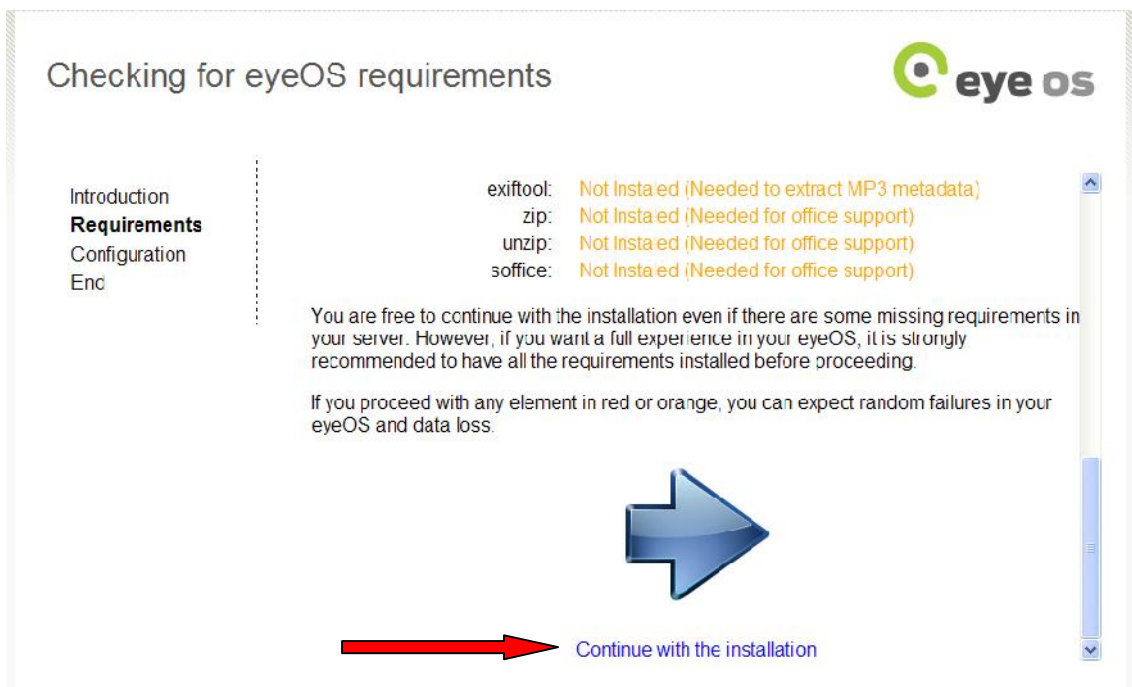 Checking for eyeOS requirements
eye os
Introduction
Requirements
Configuration
End
exiftool: Not Installed (Needed to extract MP3 metadata)
zip: Not Installed (Needed for office support)
unzip: Not Installed (Needed for office support)
soffice: Not Installed (Needed for office support)
You are free to continue with the installation even if there are some missing requirements in
your server. However, if you want a full experience in your eyeOS, it is strongly
recommended to have all the requirements installed before proceeding.
If you proceed with any element in red or orange, you can expect random failures in your
eyeOS and data loss.
Continue with the installation